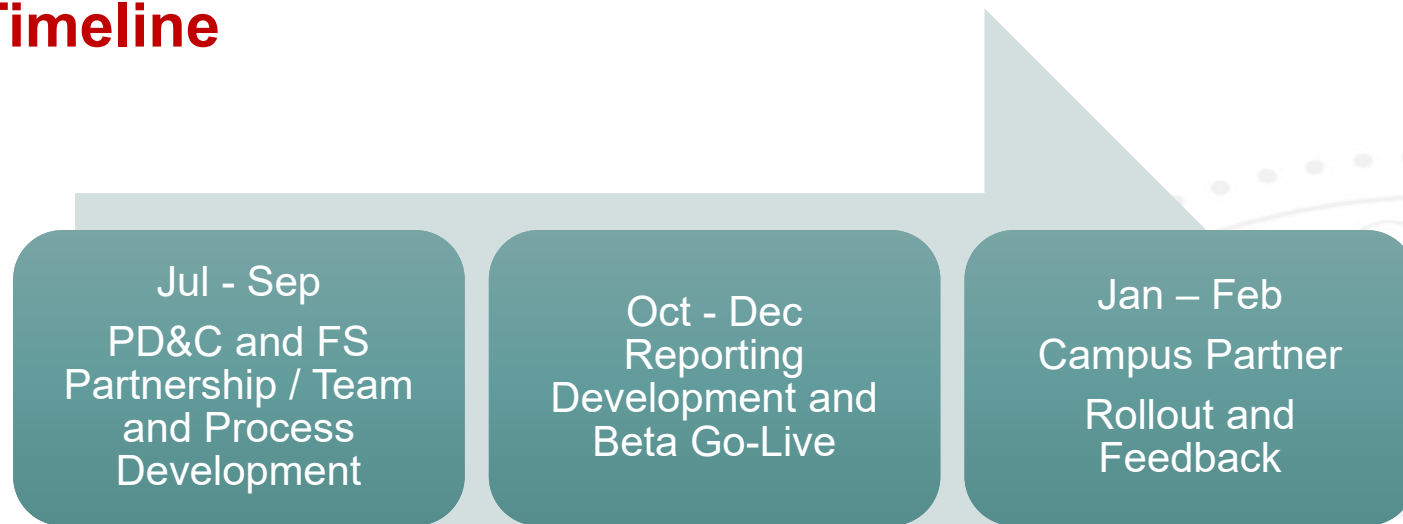 Timeline
Jul - Sep
PD&C and FS
Partnership / Team
and Process
Development
Oct - Dec
Reporting
Development and
Beta Go-Live
Jan – Feb
Campus Partner
Rollout and
Feedback